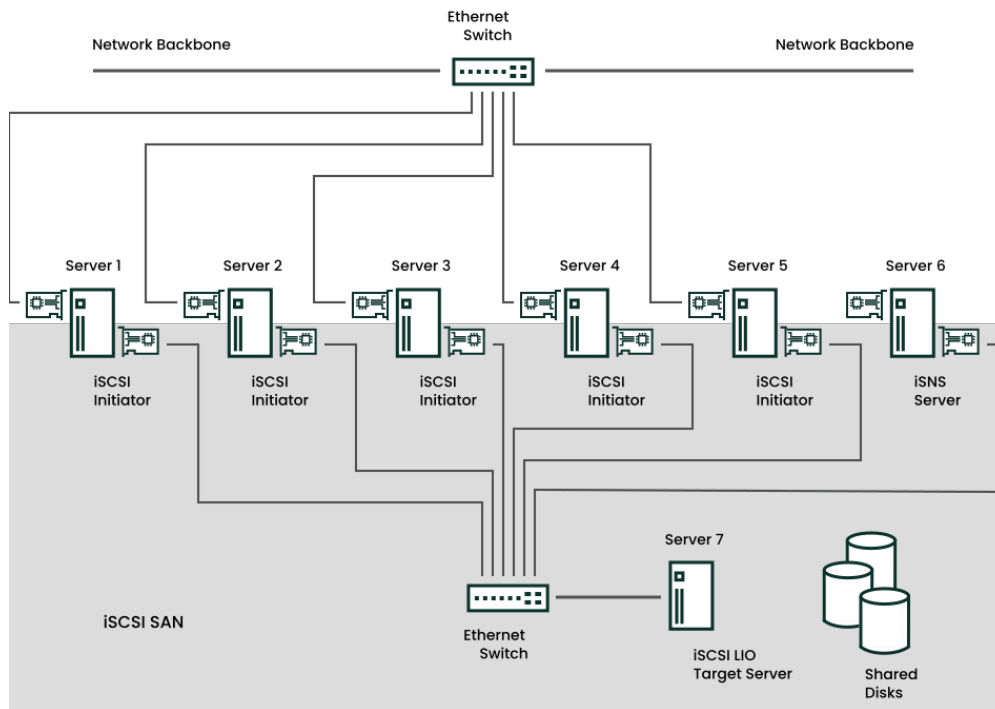 Ethernet
Switch
Network Backbone
Network Backbone
Server 1
Server 2
Server 3
Server 4
Server 5
Server 6
iSCSI
Initiator
iSCSI
Initiator
iSCSI
Initiator
iSCSI
Initiator
iSCSI
Initiator
iSNS
Server
Server 7
iSCSI SAN
Ethernet
Switch
iSCSI LIO
Target Server
Shared
Disks